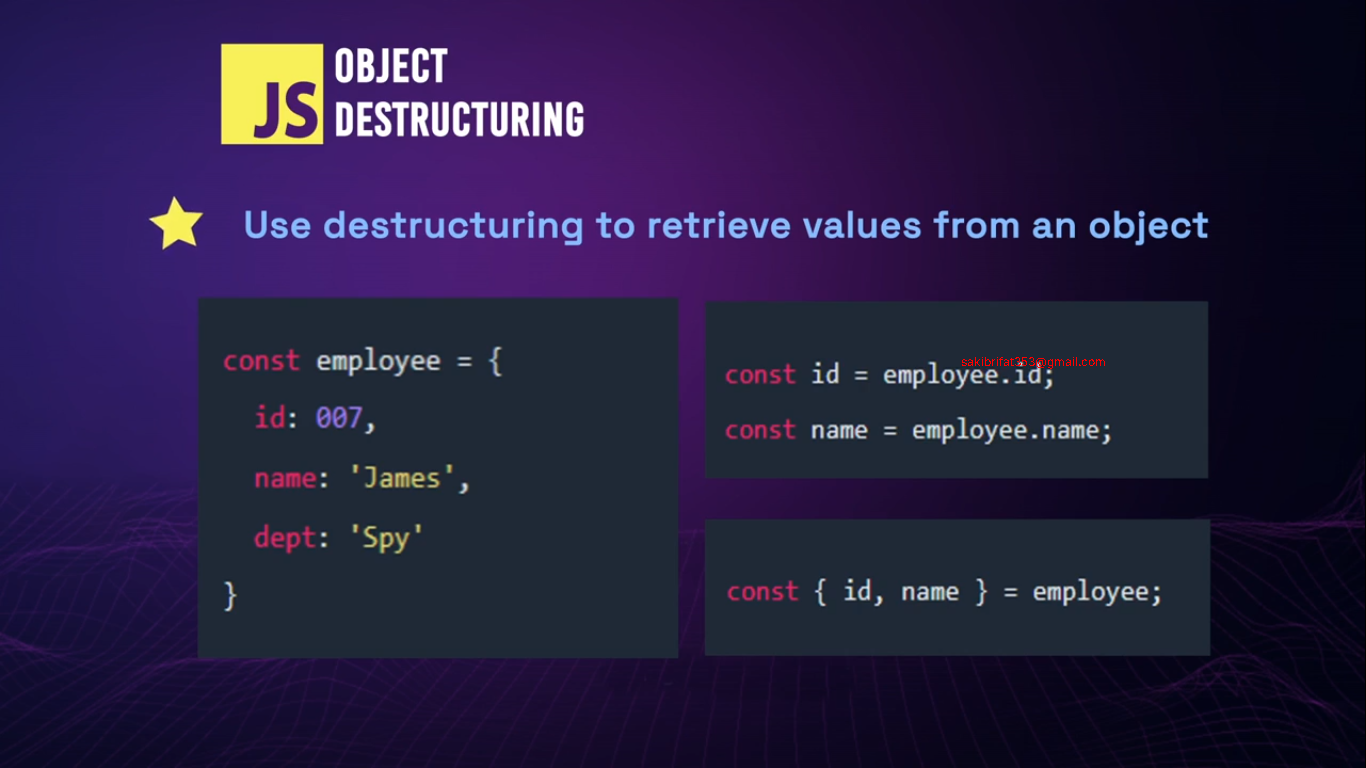 JS
OBJECT
DESTRUCTURING
Use destructuring to retrieve values from an object
const employee = {
id: 007,
name: 'James',
dept: 'Spy'
}
sakibrifat353@gmail.com
const id = employee.id;
const name = employee.name;
const { id, name } = employee;